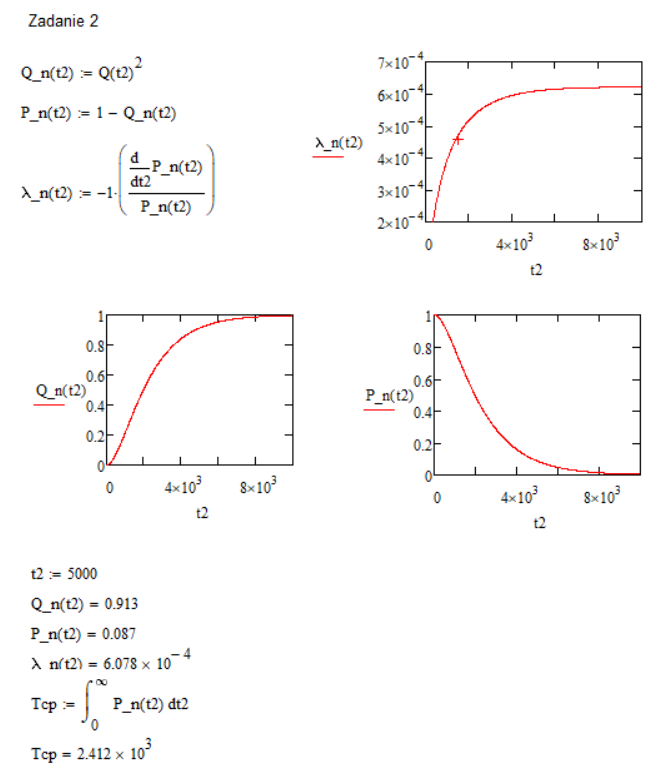 Zadanie 2
Q_n(t2) := Q(t2)^2
P_n(t2) := 1 − Q_n(t2)
λ_n(t2) := −1·( (d/dt2 P_n(t2)) / P_n(t2) )
λ_n(t2)
7×10^−4
6×10^−4
5×10^−4
4×10^−4
3×10^−4
2×10^−4
0 4×10^3 8×10^3
t2
Q_n(t2)
1
0.8
0.6
0.4
0.2
0
0 4×10^3 8×10^3
t2
P_n(t2)
1
0.8
0.6
0.4
0.2
0
0 4×10^3 8×10^3
t2
t2 := 5000
Q_n(t2) = 0.913
P_n(t2) = 0.087
λ n(t2) = 6.078 × 10^−4
Tcp := ∫_0^∞ P_n(t2) dt2
Tcp = 2.412 × 10^3